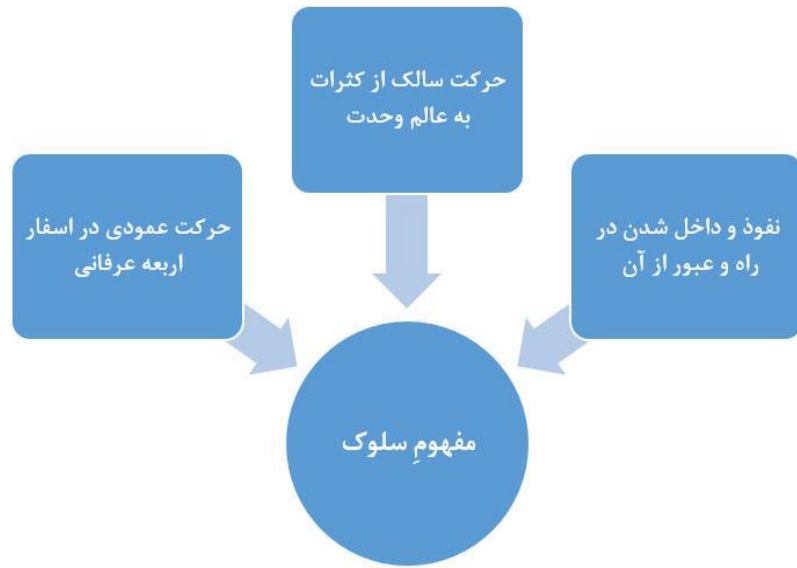 حرکت سالک از کثرات
به عالم وحدت
نفوذ و داخل شدن در
راه و عبور از آن
حرکت عمودی در اسفار
اربعه عرفانی
مفهومِ سلوک